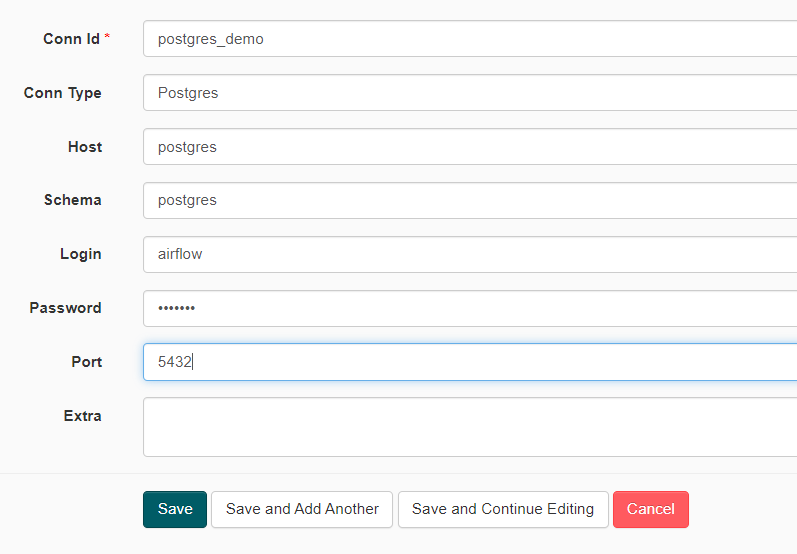 Conn Id * postgres_demo
Conn Type Postgres
Host postgres
Schema postgres
Login airflow
Password •••••••
Port 5432
Extra
Save Save and Add Another Save and Continue Editing Cancel